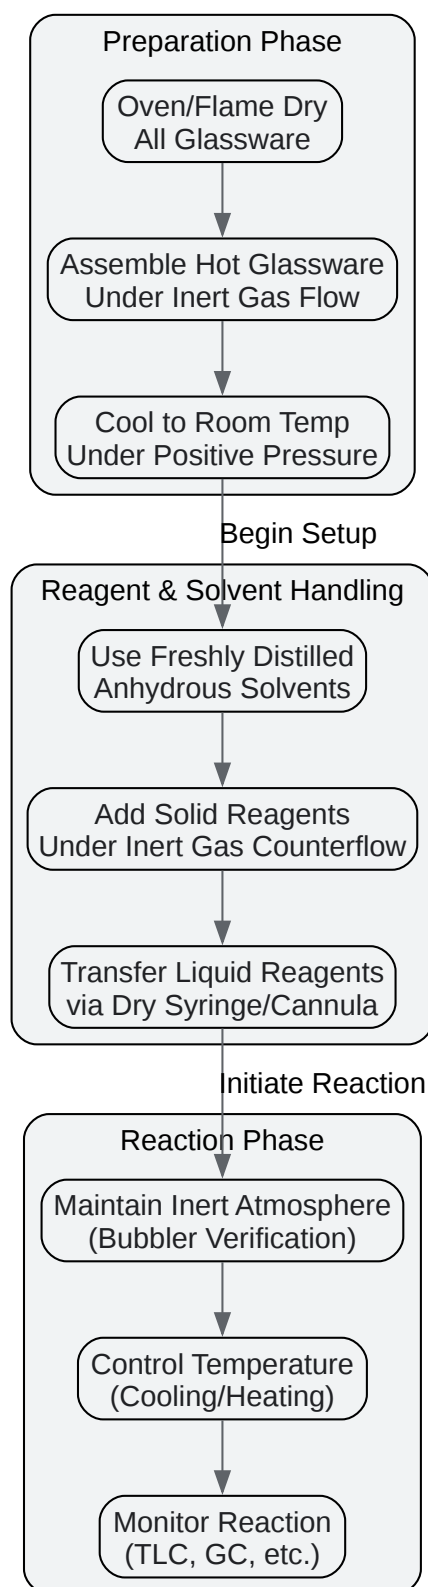 Preparation Phase
Oven/Flame Dry
All Glassware
Assemble Hot Glassware
Under Inert Gas Flow
Cool to Room Temp
Under Positive Pressure
Begin Setup
Reagent & Solvent Handling
Use Freshly Distilled
Anhydrous Solvents
Add Solid Reagents
Under Inert Gas Counterflow
Transfer Liquid Reagents
via Dry Syringe/Cannula
Initiate Reaction
Reaction Phase
Maintain Inert Atmosphere
(Bubbler Verification)
Control Temperature
(Cooling/Heating)
Monitor Reaction
(TLC, GC, etc.)